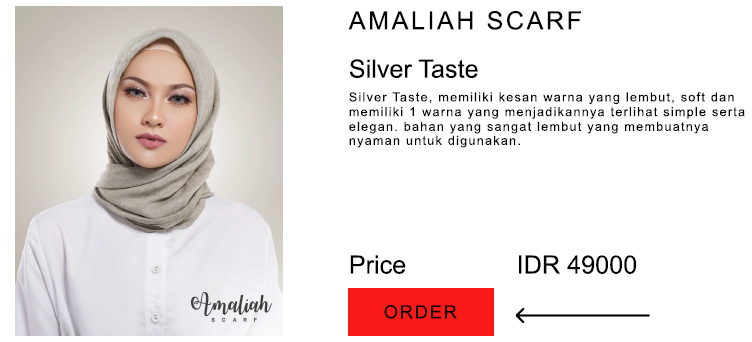 AMALIAH SCARF
Silver Taste
Silver Taste, memiliki kesan warna yang lembut, soft dan
memiliki 1 warna yang menjadikannya terlihat simple serta
elegan. bahan yang sangat lembut yang membuatnya
nyaman untuk digunakan.
Price IDR 49000
ORDER
Amaliah
SCARF